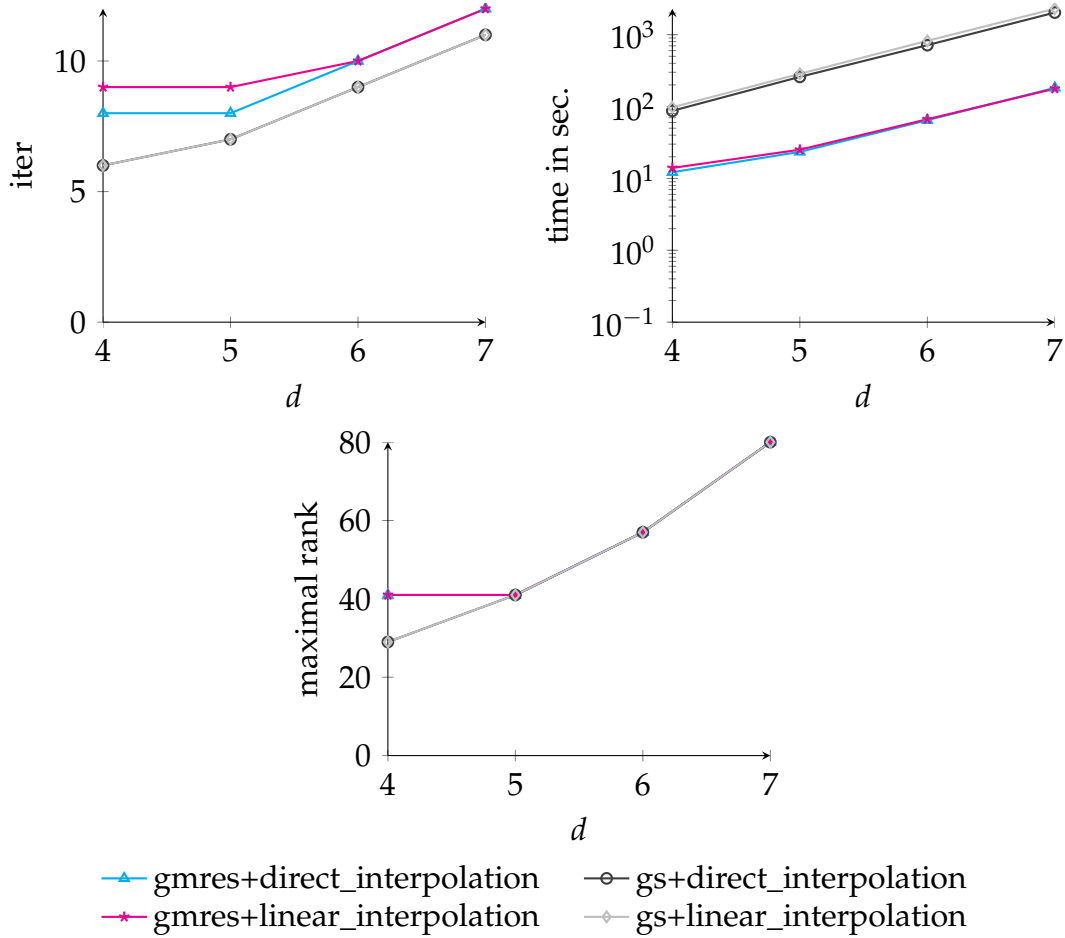 10
5
0
iter
4 5 6 7
d
10^3
10^2
10^1
10^0
10^−1
time in sec.
4 5 6 7
d
80
60
40
20
0
maximal rank
4 5 6 7
d
gmres+direct_interpolation gs+direct_interpolation
gmres+linear_interpolation gs+linear_interpolation